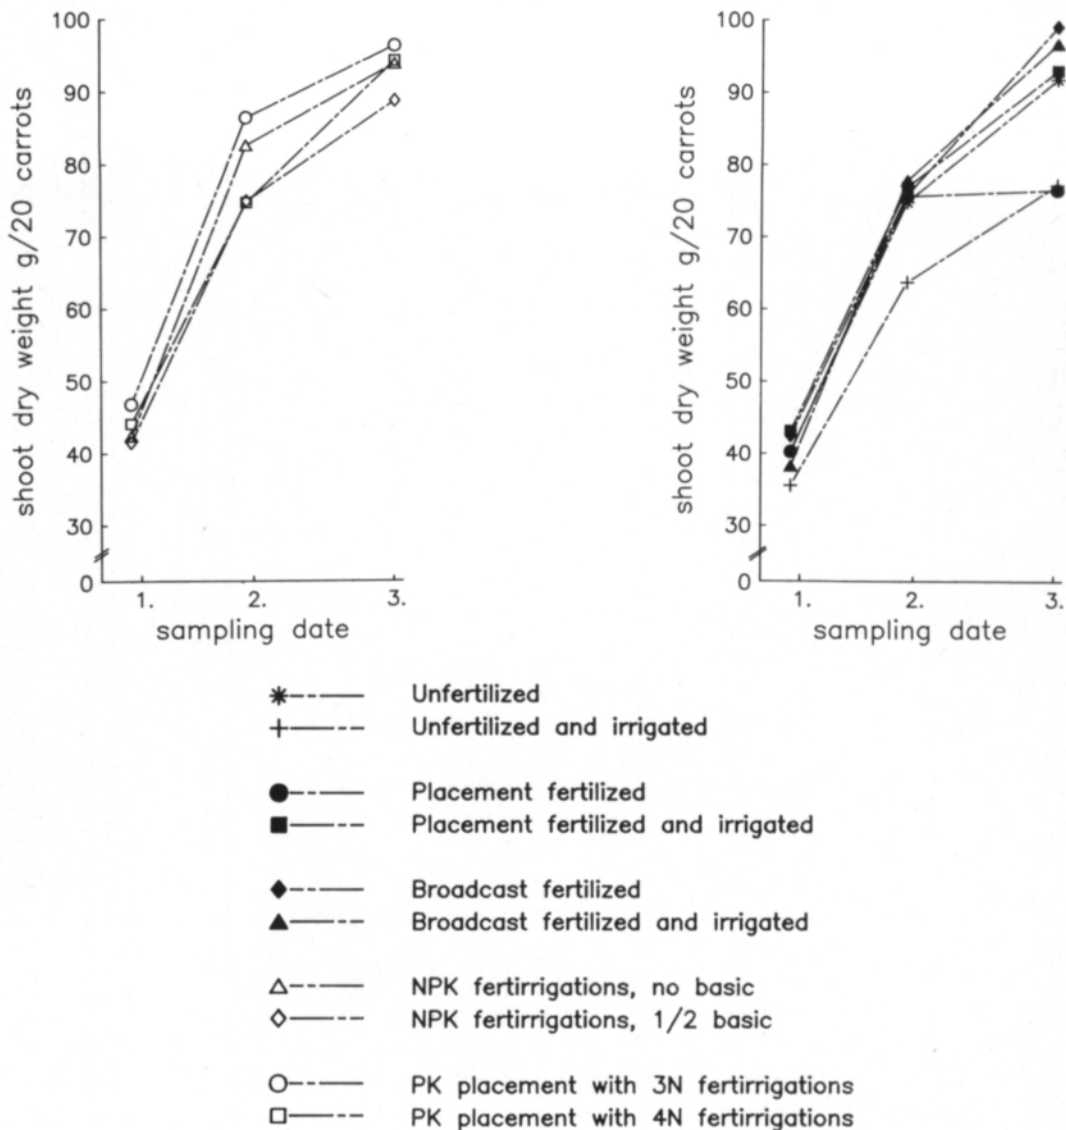 100
90
80
70
60
50
40
30
0
shoot dry weight g/20 carrots
1. 2. 3.
sampling date
100
90
80
70
60
50
40
30
0
shoot dry weight g/20 carrots
1. 2. 3.
sampling date
Unfertilized
Unfertilized and irrigated
Placement fertilized
Placement fertilized and irrigated
Broadcast fertilized
Broadcast fertilized and irrigated
NPK fertirrigations, no basic
NPK fertirrigations, 1/2 basic
PK placement with 3N fertirrigations
PK placement with 4N fertirrigations